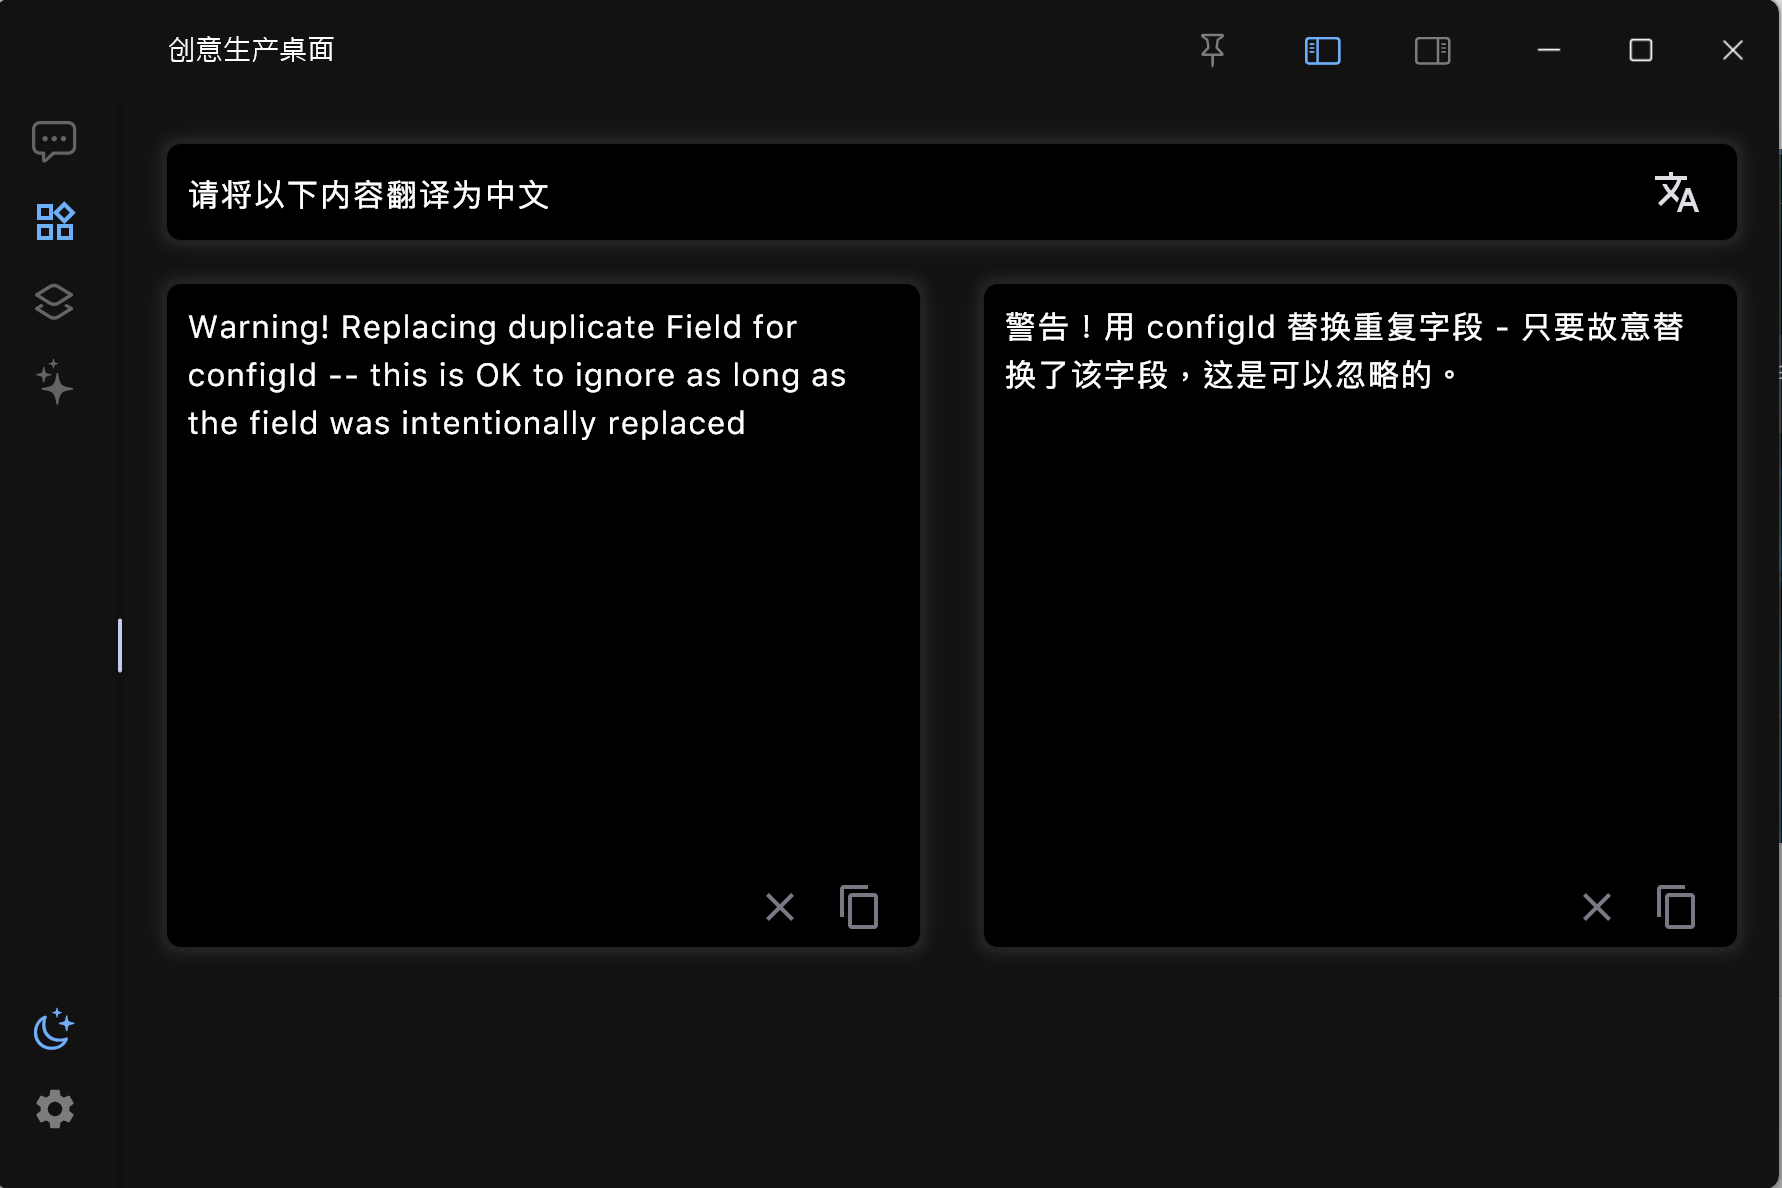 创意生产桌面
请将以下内容翻译为中文
Warning! Replacing duplicate Field for
configId -- this is OK to ignore as long as
the field was intentionally replaced
警告！用 configId 替换重复字段 - 只要故意替
换了该字段，这是可以忽略的。